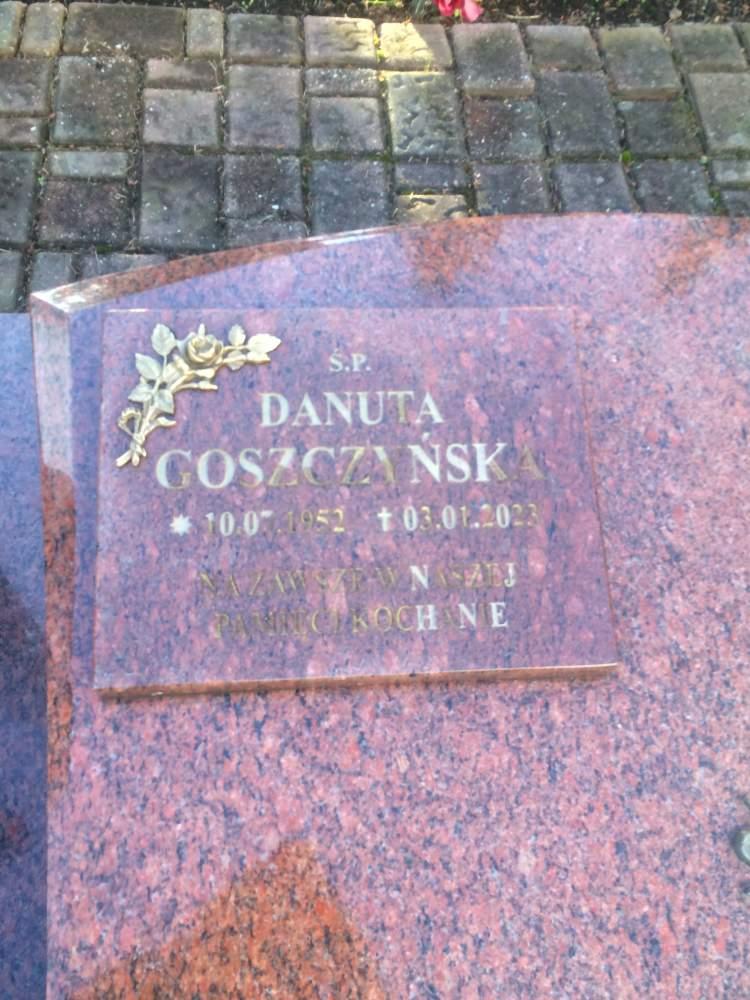 Ś.P.
DANUTA
GOSZCZYŃSKA
* 10.07.1952 † 03.01.2023
NA ZAWSZE W NASZEJ
PAMIĘCI KOCHANIE